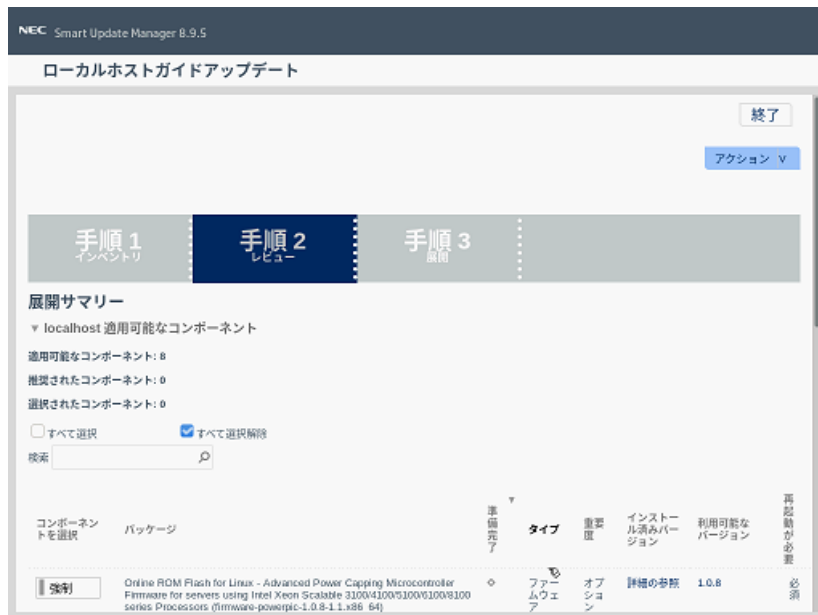 NEC Smart Update Manager 8.9.5
ローカルホストガイドアップデート
終了
アクション ∨
手順 1
インベントリ
手順 2
レビュー
手順 3
展開
展開サマリー
▼ localhost 適用可能なコンポーネント
適用可能なコンポーネント: 8
推奨されたコンポーネント: 0
選択されたコンポーネント: 0
すべて選択
すべて選択解除
検索
コンポーネン
トを選択
パッケージ
準備完了
タイプ
重要
度
インストー
ル済みバー
ジョン
利用可能な
バージョン
再起動が必要
強制
Online ROM Flash for Linux - Advanced Power Capping Microcontroller
Firmware for servers using Intel Xeon Scalable 3100/4100/5100/6100/8100
series Processors (firmware-powerpic-1.0.8-1.1.x86_64)
ファー
ムウェ
ア
オプ
ショ
ン
詳細の参照
1.0.8
必
須